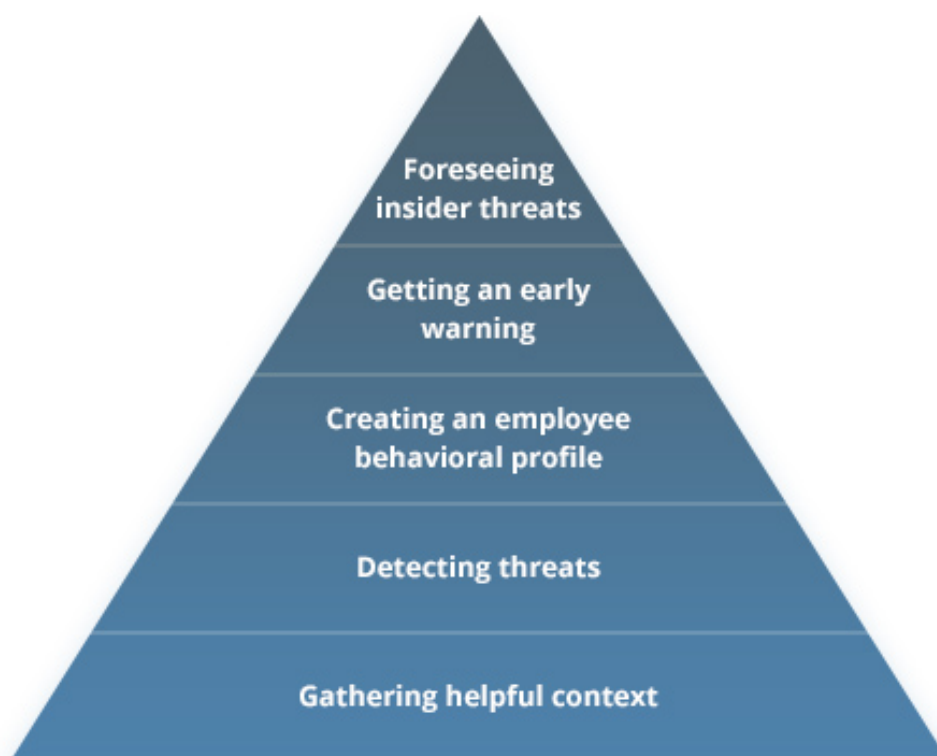 Foreseeing
insider threats
Getting an early
warning
Creating an employee
behavioral profile
Detecting threats
Gathering helpful context